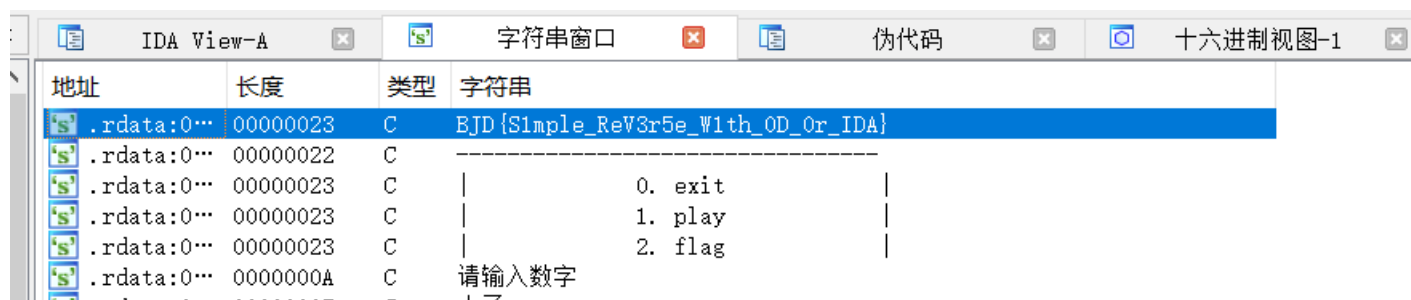 IDA View-A 字符串窗口 伪代码 十六进制视图-1
地址 长度 类型 字符串
.rdata:0… 00000023 C BJD{S1mple_ReV3r5e_W1th_0D_0r_IDA}
.rdata:0… 00000022 C ---------------------------------
.rdata:0… 00000023 C | 0. exit |
.rdata:0… 00000023 C | 1. play |
.rdata:0… 00000023 C | 2. flag |
.rdata:0… 0000000A C 请输入数字